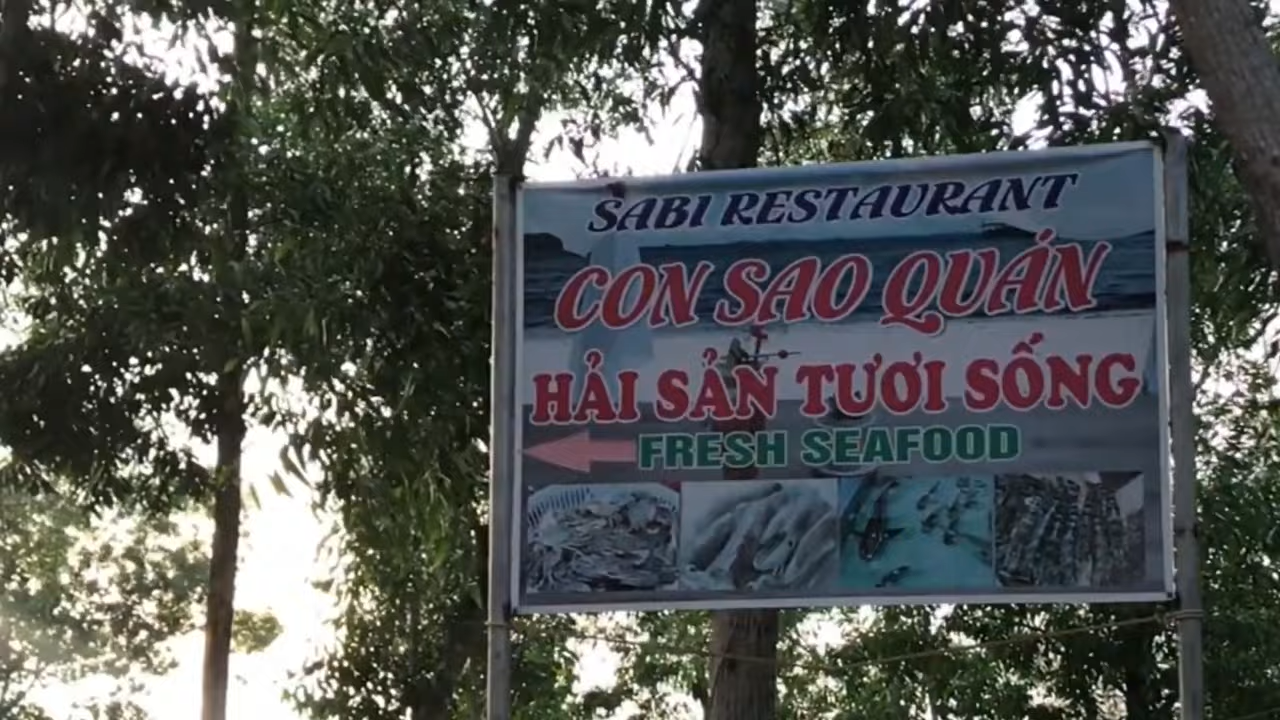 SABI RESTAURANT
CON SAO QUÁN
HẢI SẢN TƯƠI SỐNG
FRESH SEAFOOD